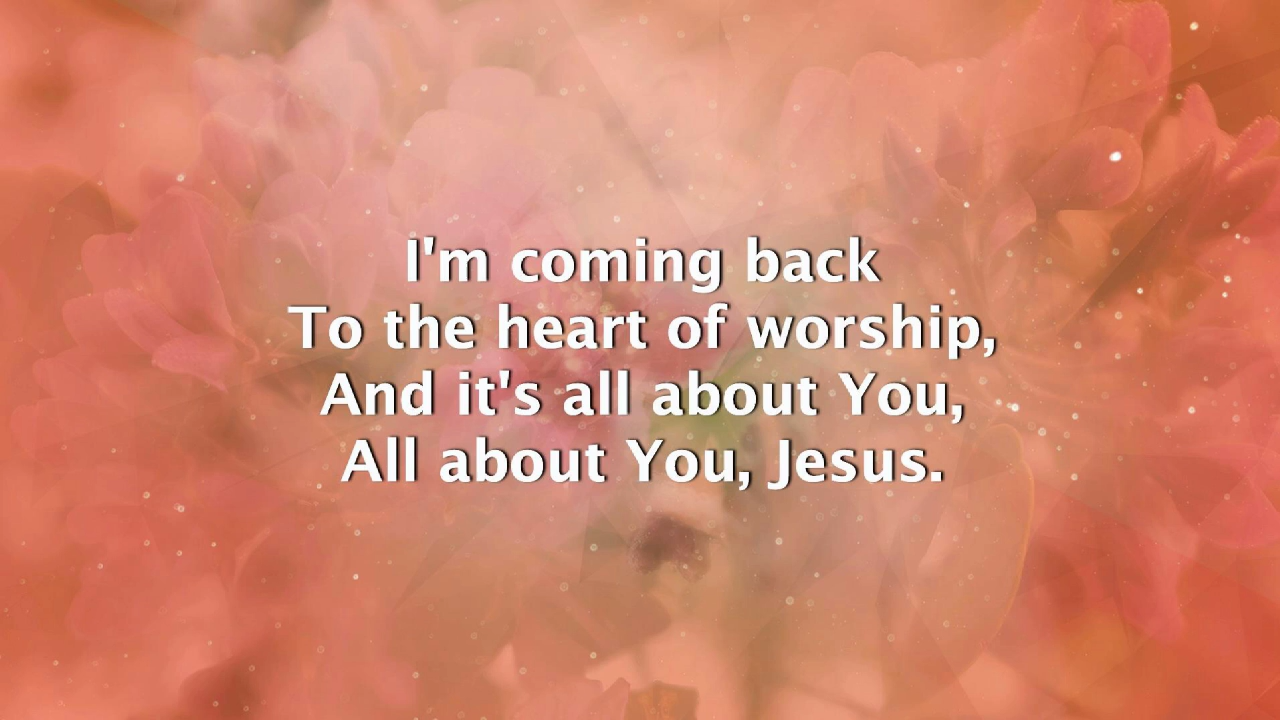 I'm coming back
To the heart of worship,
And it's all about You,
All about You, Jesus.